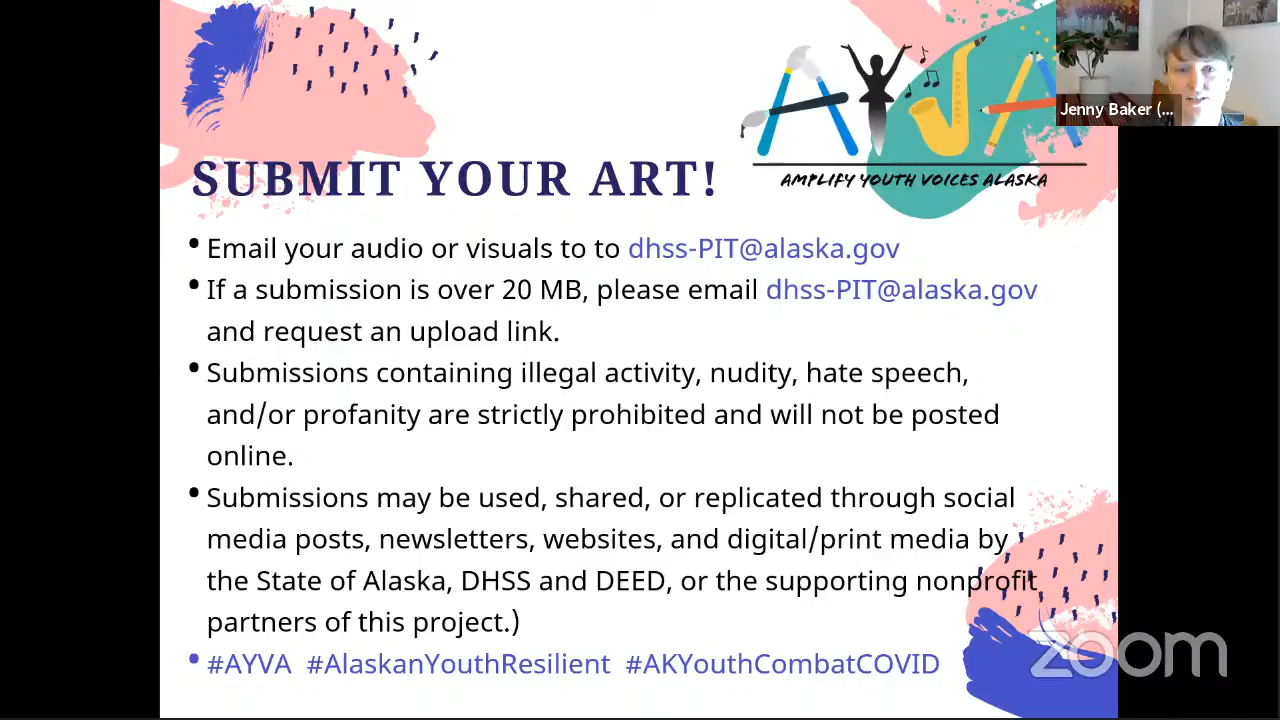 AYVA
Jenny Baker (...
SUBMIT YOUR ART!
AMPLIFY YOUTH VOICES ALASKA
• Email your audio or visuals to to dhss-PIT@alaska.gov
• If a submission is over 20 MB, please email dhss-PIT@alaska.gov
and request an upload link.
• Submissions containing illegal activity, nudity, hate speech,
and/or profanity are strictly prohibited and will not be posted
online.
• Submissions may be used, shared, or replicated through social
media posts, newsletters, websites, and digital/print media by
the State of Alaska, DHSS and DEED, or the supporting nonprofit
partners of this project.)
• #AYVA #AlaskanYouthResilient #AKYouthCombatCOVID
zoom